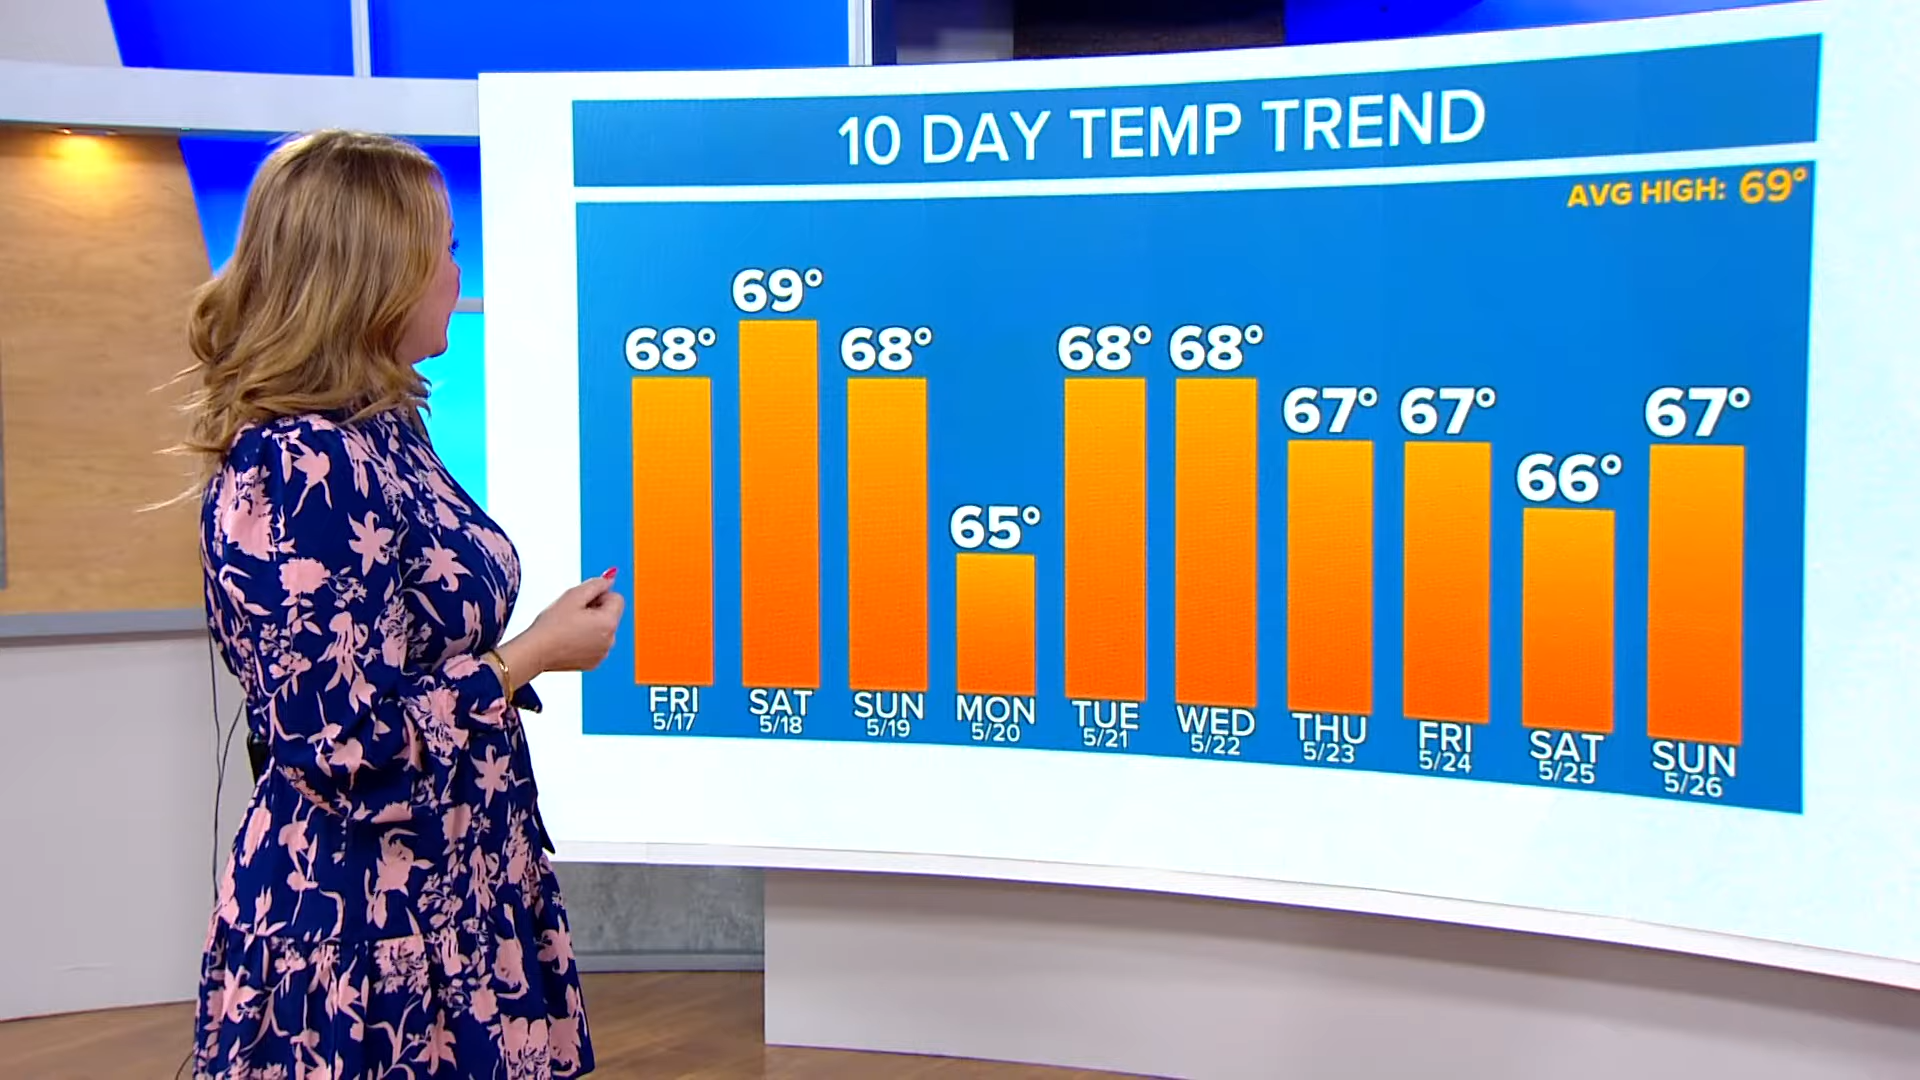 10 DAY TEMP TREND
AVG HIGH: 69°
68° 69° 68° 65° 68° 68° 67° 67° 66° 67°
FRI SAT SUN MON TUE WED THU FRI SAT SUN
5/17 5/18 5/19 5/20 5/21 5/22 5/23 5/24 5/25 5/26